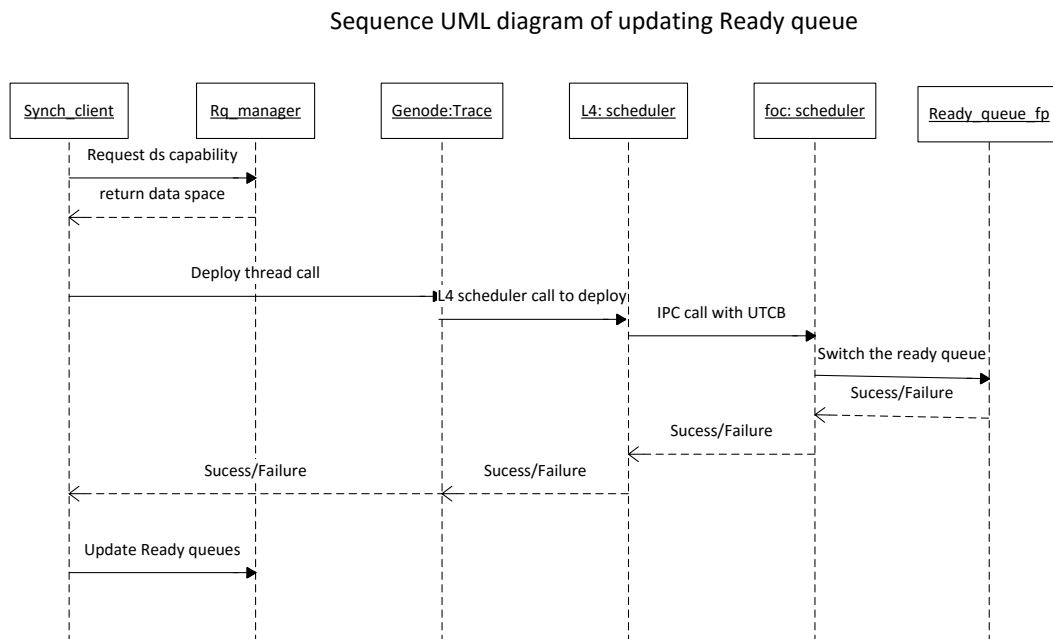 Sequence UML diagram of updating Ready queue
Synch_client
Rq_manager
Genode:Trace
L4: scheduler
foc: scheduler
Ready_queue_fp
Request ds capability
return data space
Deploy thread call
L4 scheduler call to deploy
IPC call with UTCB
Switch the ready queue
Sucess/Failure
Sucess/Failure
Sucess/Failure
Sucess/Failure
Update Ready queues